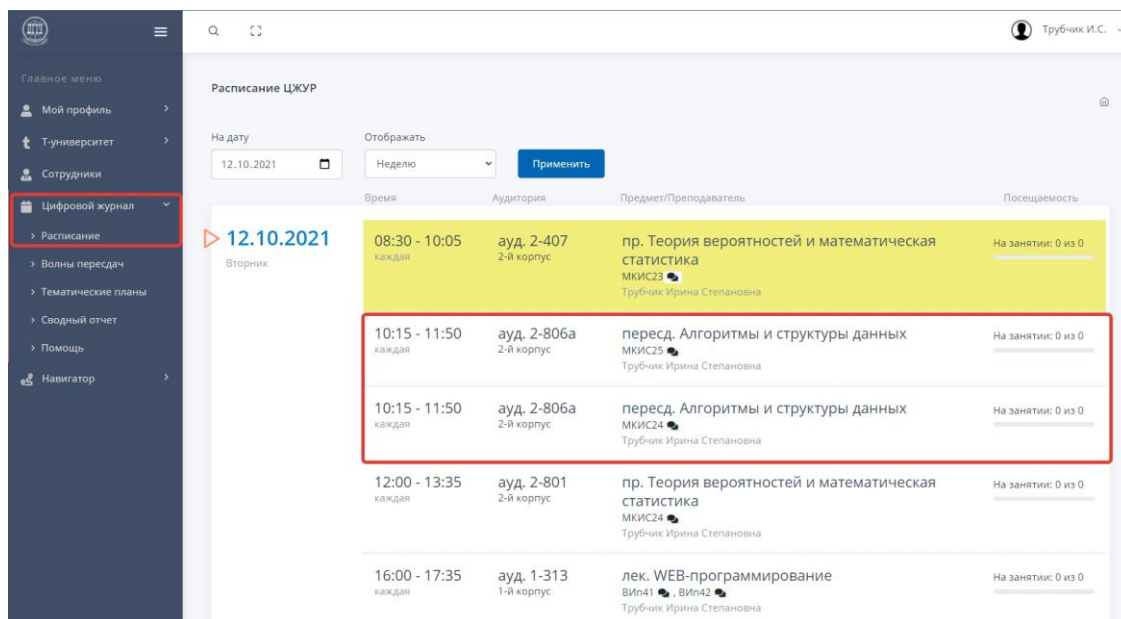 ДГТУ
Трубчик И.С.
Главное меню
Мой профиль
Т-университет
Сотрудники
Цифровой журнал
Расписание
Волны пересдач
Тематические планы
Сводный отчет
Помощь
Навигатор
Расписание ЦЖУР
На дату
Отображать
12.10.2021
Неделю
Применить
Время
Аудитория
Предмет/Преподаватель
Посещаемость
12.10.2021
Вторник
08:30 - 10:05
каждая
ауд. 2-407
2-й корпус
пр. Теория вероятностей и математическая
статистика
МКИС23
Трубчик Ирина Степановна
На занятии: 0 из 0
10:15 - 11:50
каждая
ауд. 2-806а
2-й корпус
пересд. Алгоритмы и структуры данных
МКИС25
Трубчик Ирина Степановна
На занятии: 0 из 0
10:15 - 11:50
каждая
ауд. 2-806а
2-й корпус
пересд. Алгоритмы и структуры данных
МКИС24
Трубчик Ирина Степановна
На занятии: 0 из 0
12:00 - 13:35
каждая
ауд. 2-801
2-й корпус
пр. Теория вероятностей и математическая
статистика
МКИС24
Трубчик Ирина Степановна
На занятии: 0 из 0
16:00 - 17:35
каждая
ауд. 1-313
1-й корпус
лек. WEB-программирование
ВИп41 , ВИп42
Трубчик Ирина Степановна
На занятии: 0 из 0